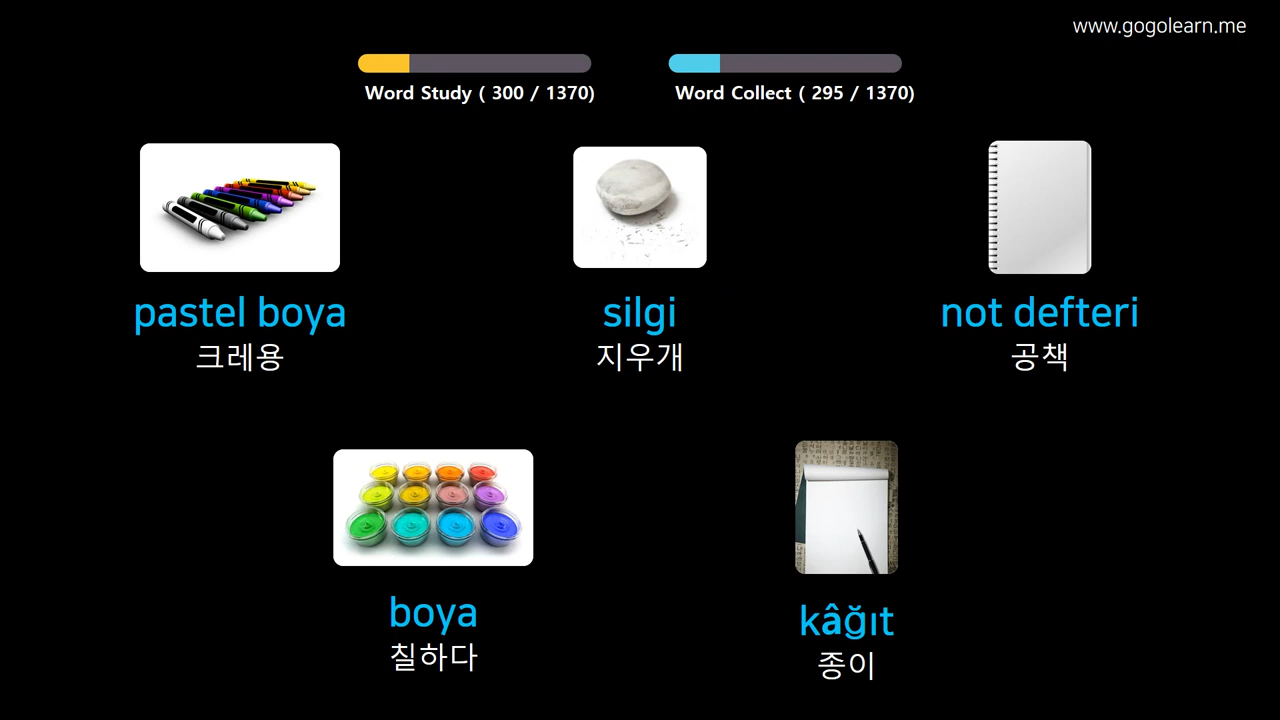 www.gogolearn.me
Word Study ( 300 / 1370)
Word Collect ( 295 / 1370)
pastel boya
크레용
silgi
지우개
not defteri
공책
boya
칠하다
kâğıt
종이